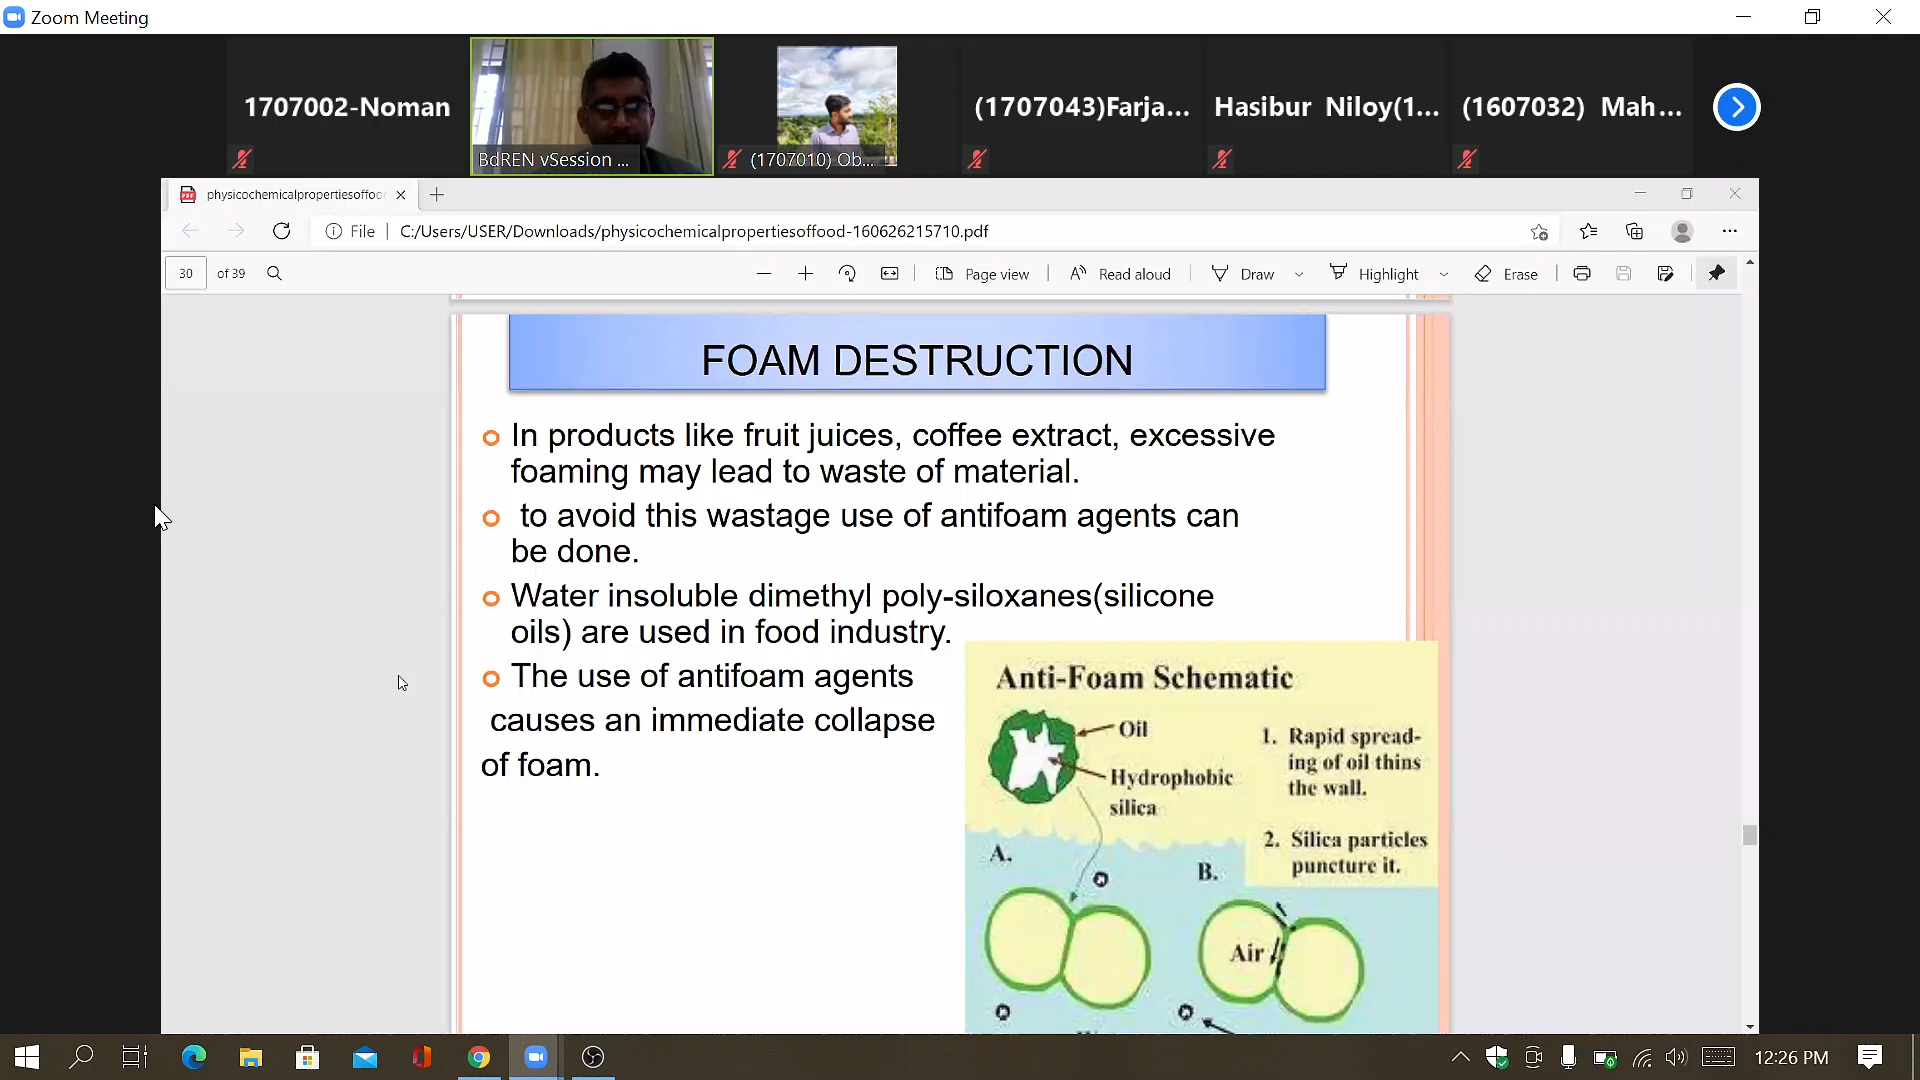 Zoom Meeting
1707002-Noman
BdREN vSession ...
(1707010) Ob...
(1707043)Farja...
Hasibur Niloy(1...
(1607032) Mah...
physicochemicalpropertiesoffoo
File
C:/Users/USER/Downloads/physicochemicalpropertiesoffood-160626215710.pdf
30 of 39
Page view
Read aloud
Draw
Highlight
Erase
FOAM DESTRUCTION
In products like fruit juices, coffee extract, excessive
foaming may lead to waste of material.
to avoid this wastage use of antifoam agents can
be done.
Water insoluble dimethyl poly-siloxanes(silicone
oils) are used in food industry.
The use of antifoam agents
causes an immediate collapse
of foam.
Anti-Foam Schematic
Oil
Hydrophobic
silica
1. Rapid spread-
ing of oil thins
the wall.
2. Silica particles
puncture it.
A.
B.
Air
12:26 PM